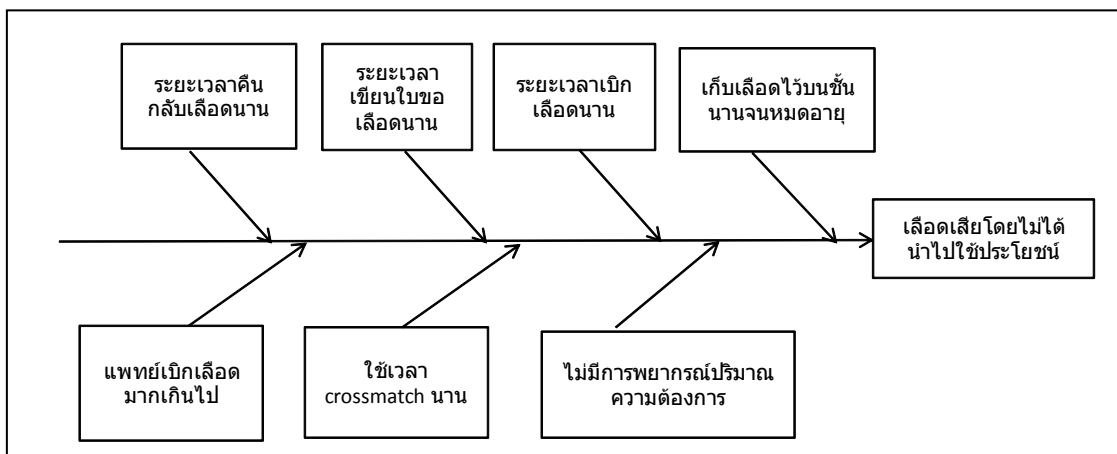 ระยะเวลาคืน
กลับเลือดนาน
ระยะเวลา
เขียนใบขอ
เลือดนาน
ระยะเวลาเบิก
เลือดนาน
เก็บเลือดไว้บนชั้น
นานจนหมดอายุ
เลือดเสียโดยไม่ได้
นำไปใช้ประโยชน์
แพทย์เบิกเลือด
มากเกินไป
ใช้เวลา
crossmatch นาน
ไม่มีการพยากรณ์ปริมาณ
ความต้องการ